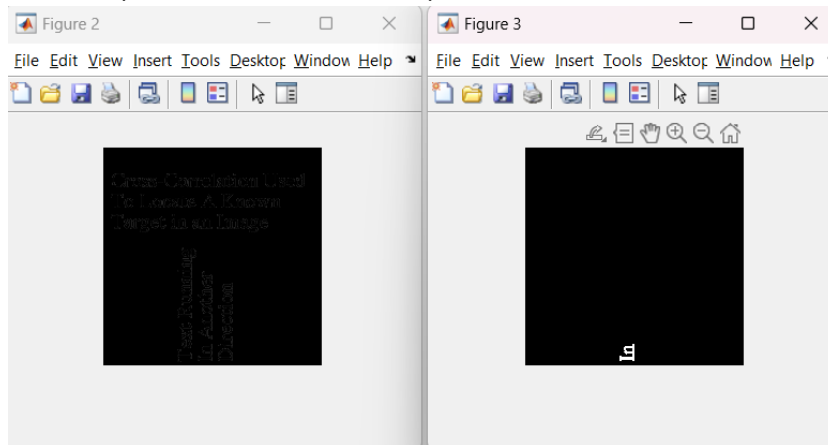 Figure 2
File Edit View Insert Tools Desktop Window Help
Cross-Correlation Used
To Locate A Known
Target in an Image
Text Running
In Another
Direction
Figure 3
File Edit View Insert Tools Desktop Window Help
In